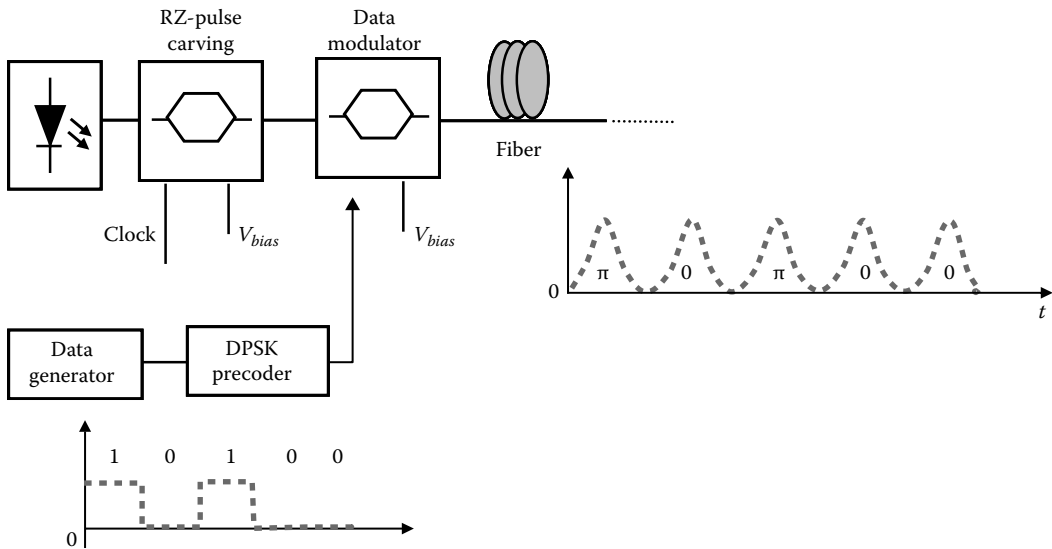 RZ-pulse
carving
Data
modulator
Fiber
Clock
V_bias
V_bias
π 0 π 0 0
0
t
Data
generator
DPSK
precoder
1 0 1 0 0
0